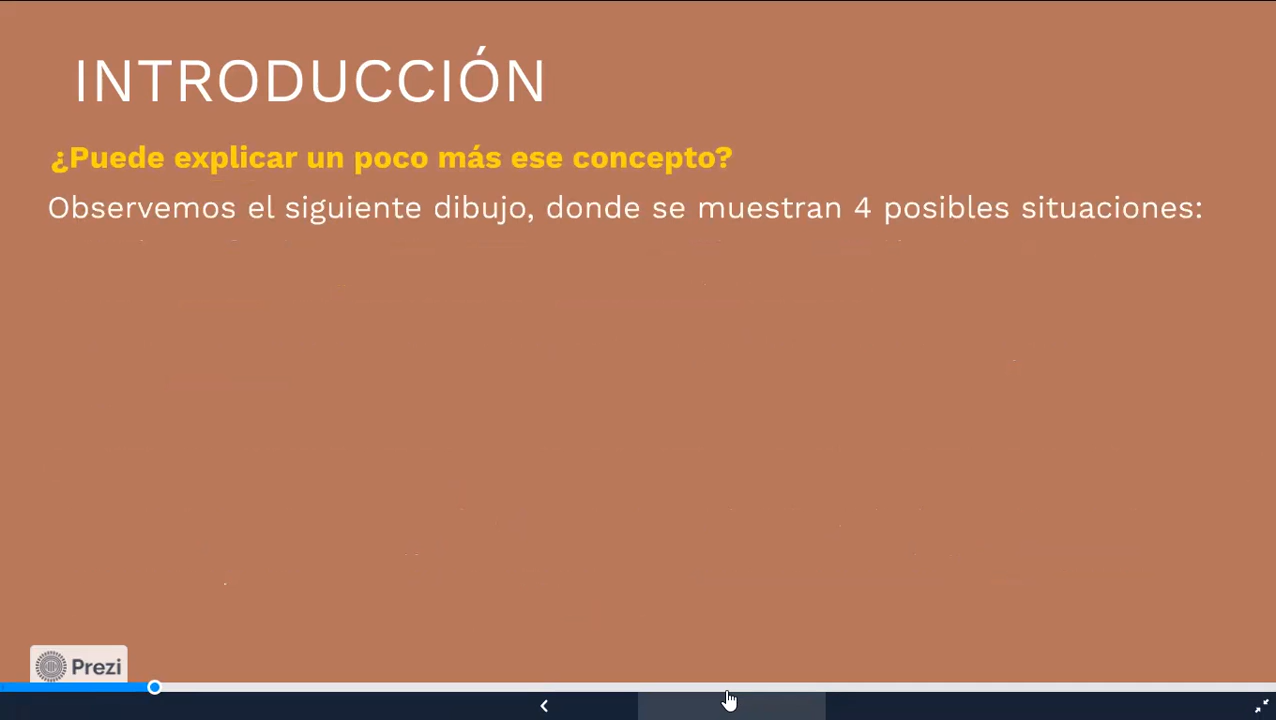 INTRODUCCIÓN
¿Puede explicar un poco más ese concepto?
Observemos el siguiente dibujo, donde se muestran 4 posibles situaciones:
Prezi